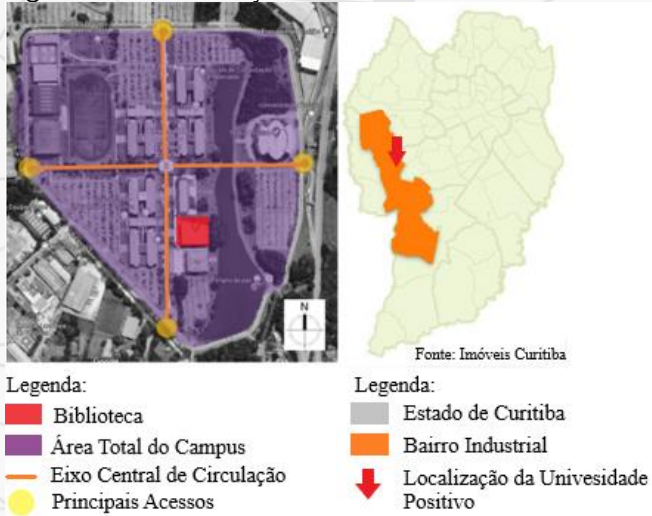 N
Fonte: Imóveis Curitiba
Legenda:
Biblioteca
Área Total do Campus
Eixo Central de Circulação
Principais Acessos
Legenda:
Estado de Curitiba
Bairro Industrial
Localização da Univesidade
Positivo